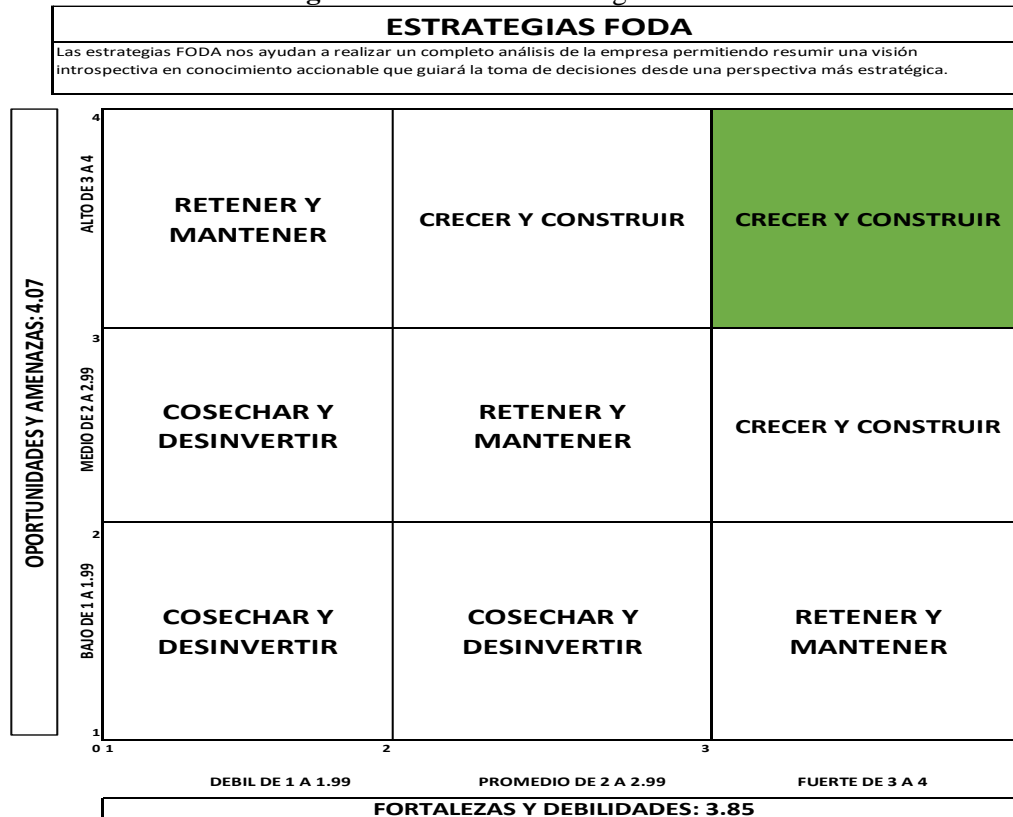 ESTRATEGIAS FODA
Las estrategias FODA nos ayudan a realizar un completo análisis de la empresa permitiendo resumir una visión
introspectiva en conocimiento accionable que guiará la toma de decisiones desde una perspectiva más estratégica.
OPORTUNIDADES Y AMENAZAS: 4.07
4
ALTO DE 3 A 4
RETENER Y
MANTENER
CRECER Y CONSTRUIR
CRECER Y CONSTRUIR
3
MEDIO DE 2 A 2.99
COSECHAR Y
DESINVERTIR
RETENER Y
MANTENER
CRECER Y CONSTRUIR
2
BAJO DE 1 A 1.99
COSECHAR Y
DESINVERTIR
COSECHAR Y
DESINVERTIR
RETENER Y
MANTENER
1
0 1
2
3
DEBIL DE 1 A 1.99
PROMEDIO DE 2 A 2.99
FUERTE DE 3 A 4
FORTALEZAS Y DEBILIDADES: 3.85